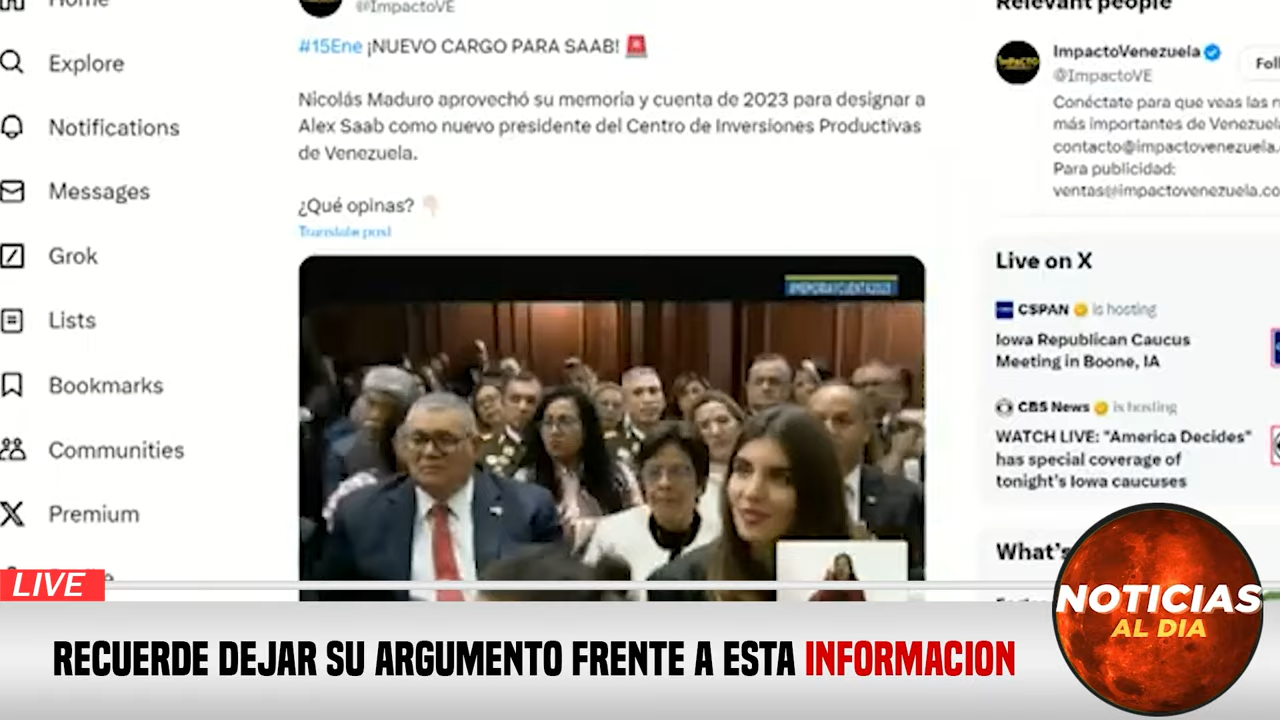 Home
Explore
Notifications
Messages
Grok
Lists
Bookmarks
Communities
Premium
@ImpactoVE
#15Ene ¡NUEVO CARGO PARA SAAB! 🚨
Nicolás Maduro aprovechó su memoria y cuenta de 2023 para designar a
Alex Saab como nuevo presidente del Centro de Inversiones Productivas
de Venezuela.
¿Qué opinas? 👇🏻
Translate post
#MEMORIAYCUENTA2023
Relevant people
ImpactoVenezuela
@ImpactoVE
Foll
Conéctate para que veas las n
más importantes de Venezuela
contacto@impactovenezuela.
Para publicidad:
ventas@impactovenezuela.co
Live on X
CSPAN is hosting
Iowa Republican Caucus
Meeting in Boone, IA
CBS News is hosting
WATCH LIVE: "America Decides"
has special coverage of
tonight's Iowa caucuses
What's
LIVE
RECUERDE DEJAR SU ARGUMENTO FRENTE A ESTA INFORMACION
NOTICIAS
AL DIA